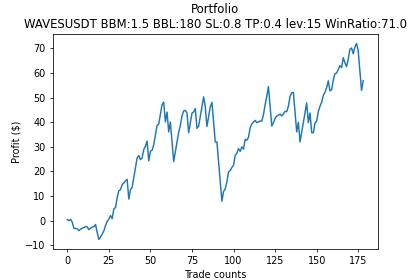 Portfolio
WAVESUSDT BBM:1.5 BBL:180 SL:0.8 TP:0.4 lev:15 WinRatio:71.0
Profit ($)
70
60
50
40
30
20
10
0
−10
0 25 50 75 100 125 150 175
Trade counts